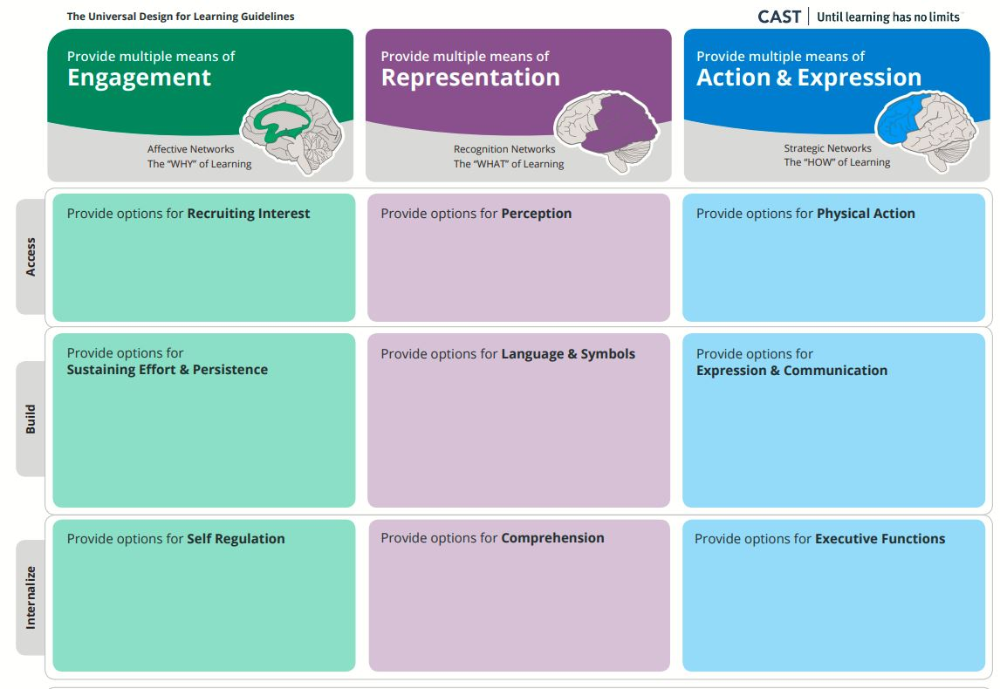 The Universal Design for Learning Guidelines
CAST | Until learning has no limits
Provide multiple means of
Engagement
Affective Networks
The “WHY” of Learning
Provide multiple means of
Representation
Recognition Networks
The “WHAT” of Learning
Provide multiple means of
Action & Expression
Strategic Networks
The “HOW” of Learning
Access
Provide options for Recruiting Interest
Provide options for Perception
Provide options for Physical Action
Build
Provide options for
Sustaining Effort & Persistence
Provide options for Language & Symbols
Provide options for
Expression & Communication
Internalize
Provide options for Self Regulation
Provide options for Comprehension
Provide options for Executive Functions